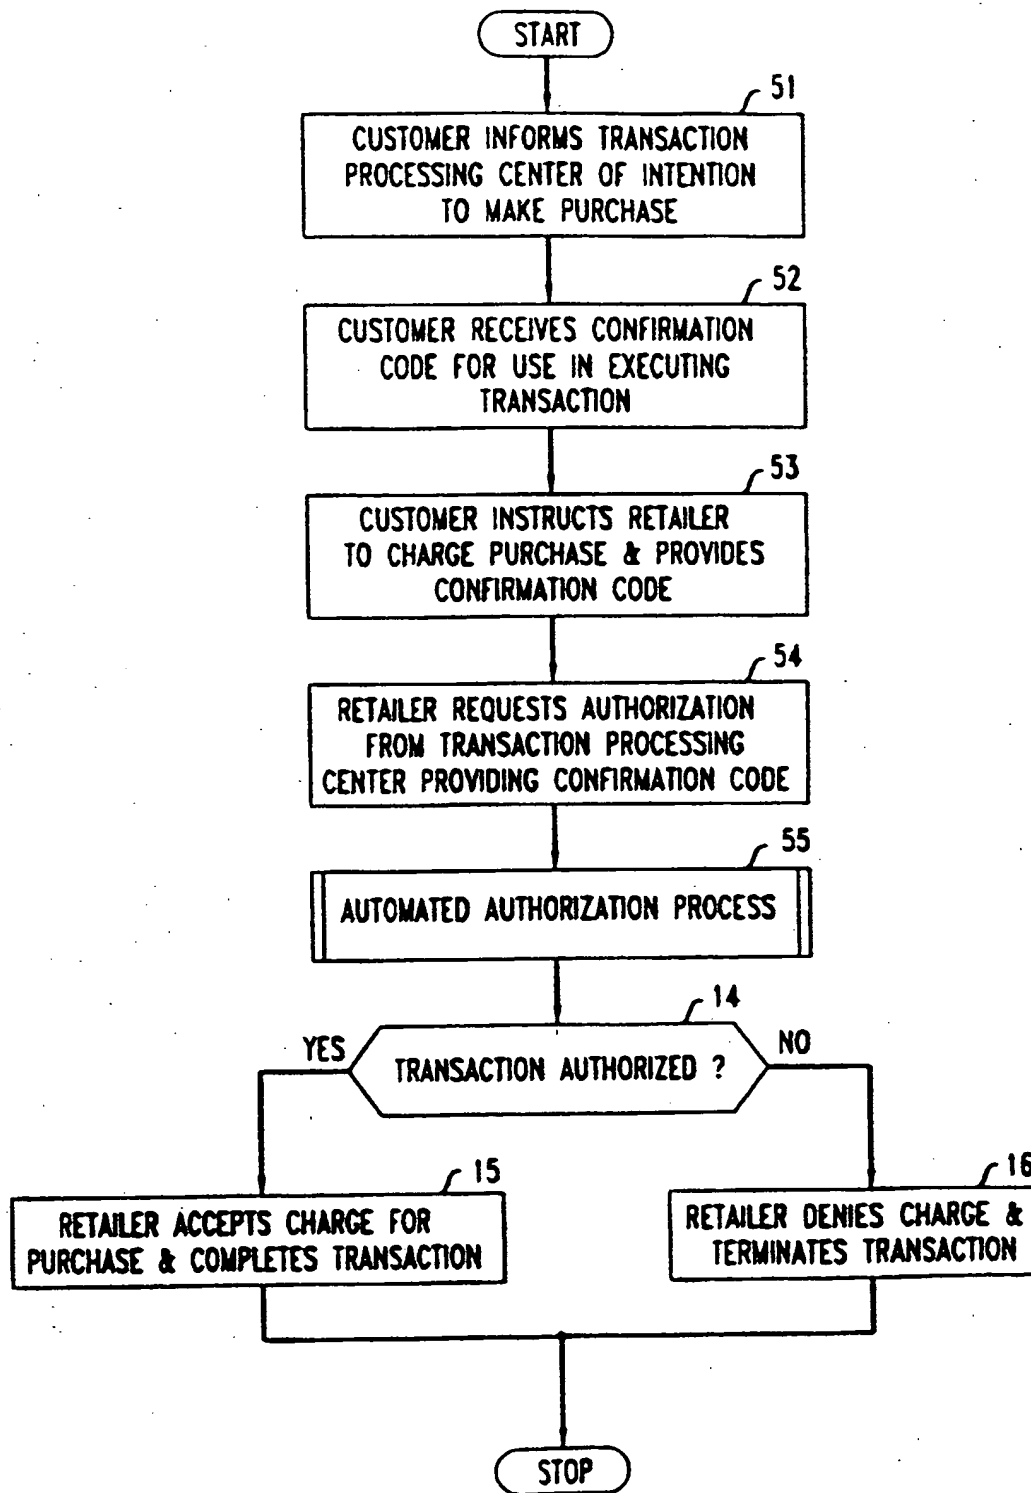 START
51
CUSTOMER INFORMS TRANSACTION
PROCESSING CENTER OF INTENTION
TO MAKE PURCHASE
52
CUSTOMER RECEIVES CONFIRMATION
CODE FOR USE IN EXECUTING
TRANSACTION
53
CUSTOMER INSTRUCTS RETAILER
TO CHARGE PURCHASE & PROVIDES
CONFIRMATION CODE
54
RETAILER REQUESTS AUTHORIZATION
FROM TRANSACTION PROCESSING
CENTER PROVIDING CONFIRMATION CODE
55
AUTOMATED AUTHORIZATION PROCESS
14
YES
TRANSACTION AUTHORIZED ?
NO
15
RETAILER ACCEPTS CHARGE FOR
PURCHASE & COMPLETES TRANSACTION
16
RETAILER DENIES CHARGE &
TERMINATES TRANSACTION
STOP